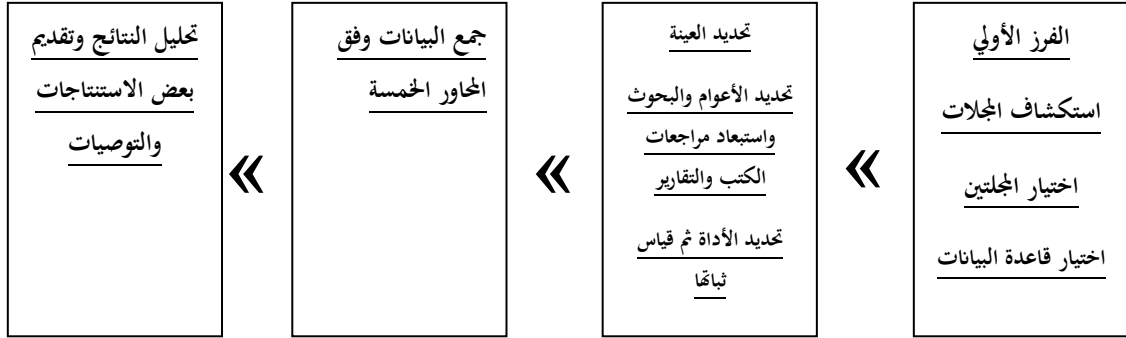 الفرز الأولي
استكشاف المجلات
اختيار المجلتين
اختيار قاعدة البيانات
»
تحديد العينة
تحديد الأعوام والبحوث
واستبعاد مراجعات
الكتب والتقارير
تحديد الأداة ثم قياس
ثباتها
»
جمع البيانات وفق
المحاور الخمسة
»
تحليل النتائج وتقديم
بعض الاستنتاجات
والتوصيات